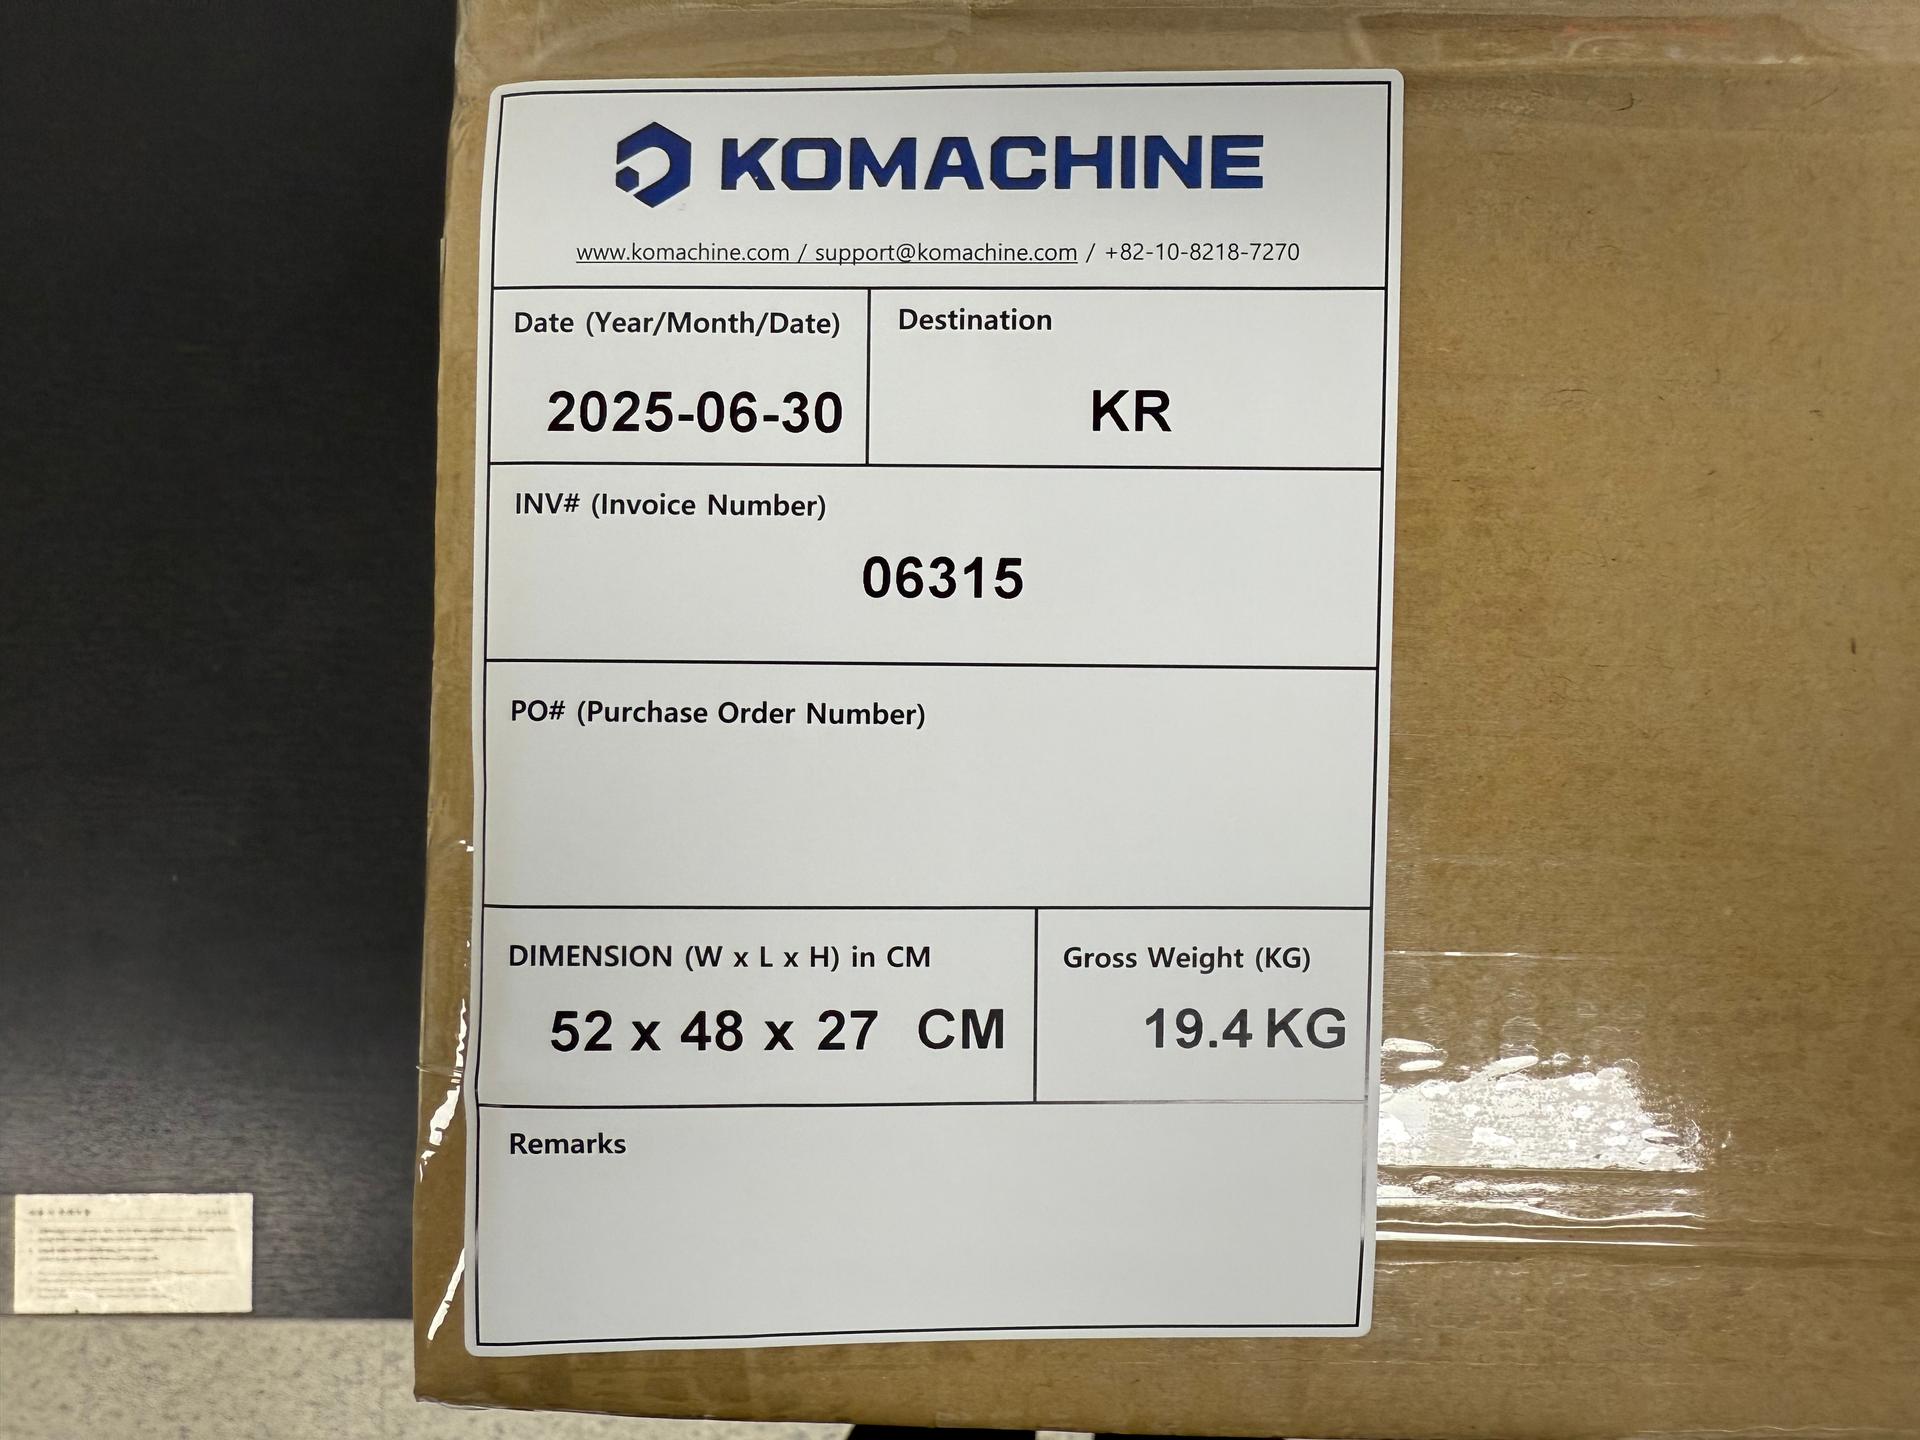 KOMACHINE
www.komachine.com / support@komachine.com / +82-10-8218-7270
Date (Year/Month/Date)
2025-06-30
Destination
KR
INV# (Invoice Number)
06315
PO# (Purchase Order Number)
DIMENSION (W x L x H) in CM
52 x 48 x 27 CM
Gross Weight (KG)
19.4 KG
Remarks